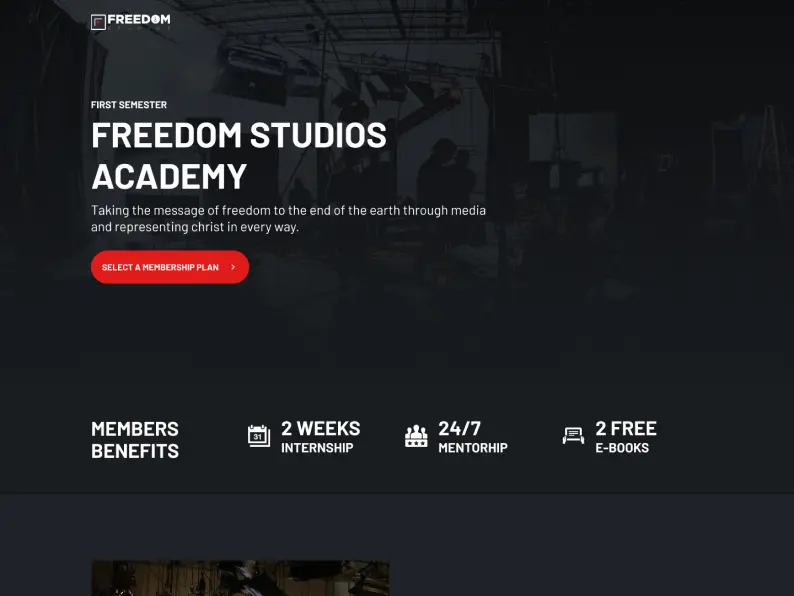 FREEDOM
FIRST SEMESTER
FREEDOM STUDIOS
ACADEMY
Taking the message of freedom to the end of the earth through media
and representing christ in every way.
SELECT A MEMBERSHIP PLAN
MEMBERS
BENEFITS
31
2 WEEKS
INTERNSHIP
24/7
MENTORHIP
2 FREE
E-BOOKS